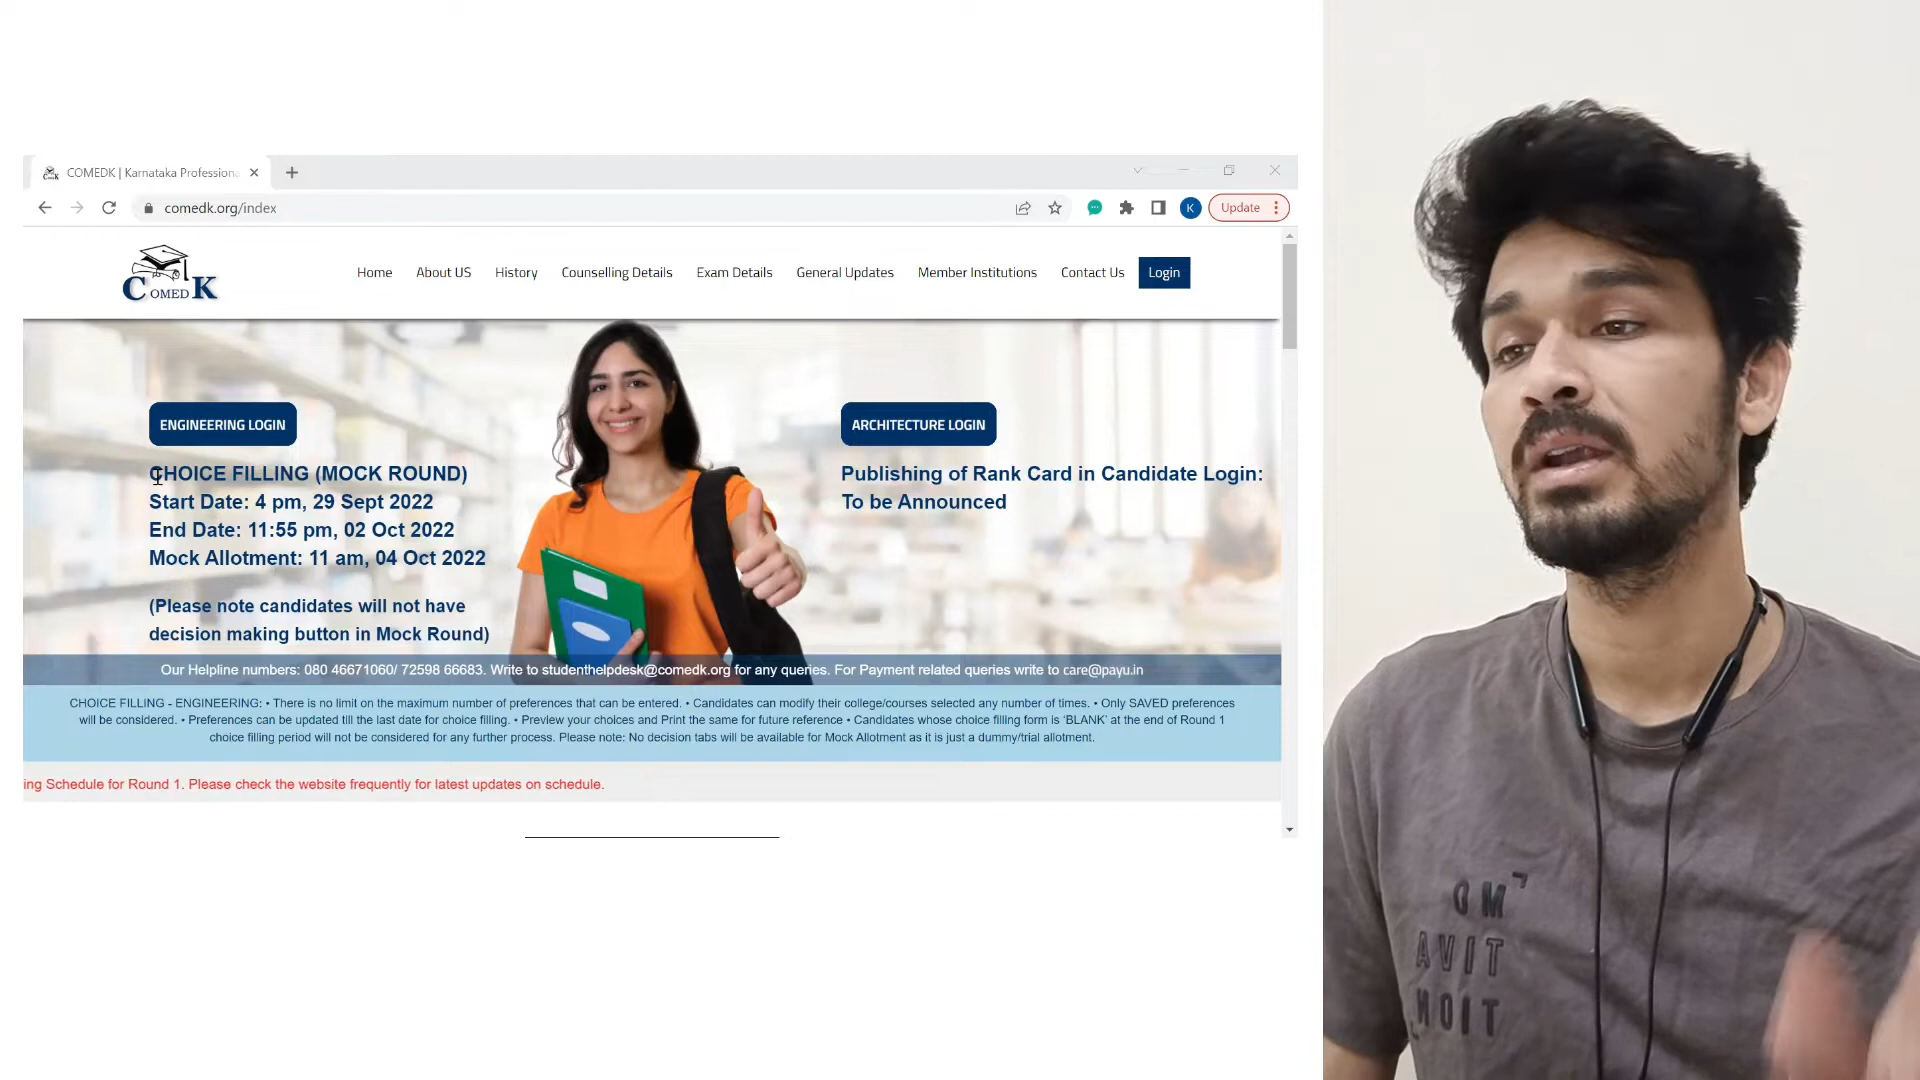 COMEDK | Karnataka Profession
comedk.org/index
K
Update
COMEDK
Home
About US
History
Counselling Details
Exam Details
General Updates
Member Institutions
Contact Us
Login
ENGINEERING LOGIN
CHOICE FILLING (MOCK ROUND)
Start Date: 4 pm, 29 Sept 2022
End Date: 11:55 pm, 02 Oct 2022
Mock Allotment: 11 am, 04 Oct 2022
(Please note candidates will not have
decision making button in Mock Round)
ARCHITECTURE LOGIN
Publishing of Rank Card in Candidate Login:
To be Announced
Our Helpline numbers: 080 46671060/ 72598 66683. Write to studenthelpdesk@comedk.org for any queries. For Payment related queries write to care@payu.in
CHOICE FILLING - ENGINEERING: • There is no limit on the maximum number of preferences that can be entered. • Candidates can modify their college/courses selected any number of times. • Only SAVED preferences
will be considered. • Preferences can be updated till the last date for choice filling. • Preview your choices and Print the same for future reference • Candidates whose choice filling form is ‘BLANK’ at the end of Round 1
choice filling period will not be considered for any further process. Please note: No decision tabs will be available for Mock Allotment as it is just a dummy/trial allotment.
ing Schedule for Round 1. Please check the website frequently for latest updates on schedule.